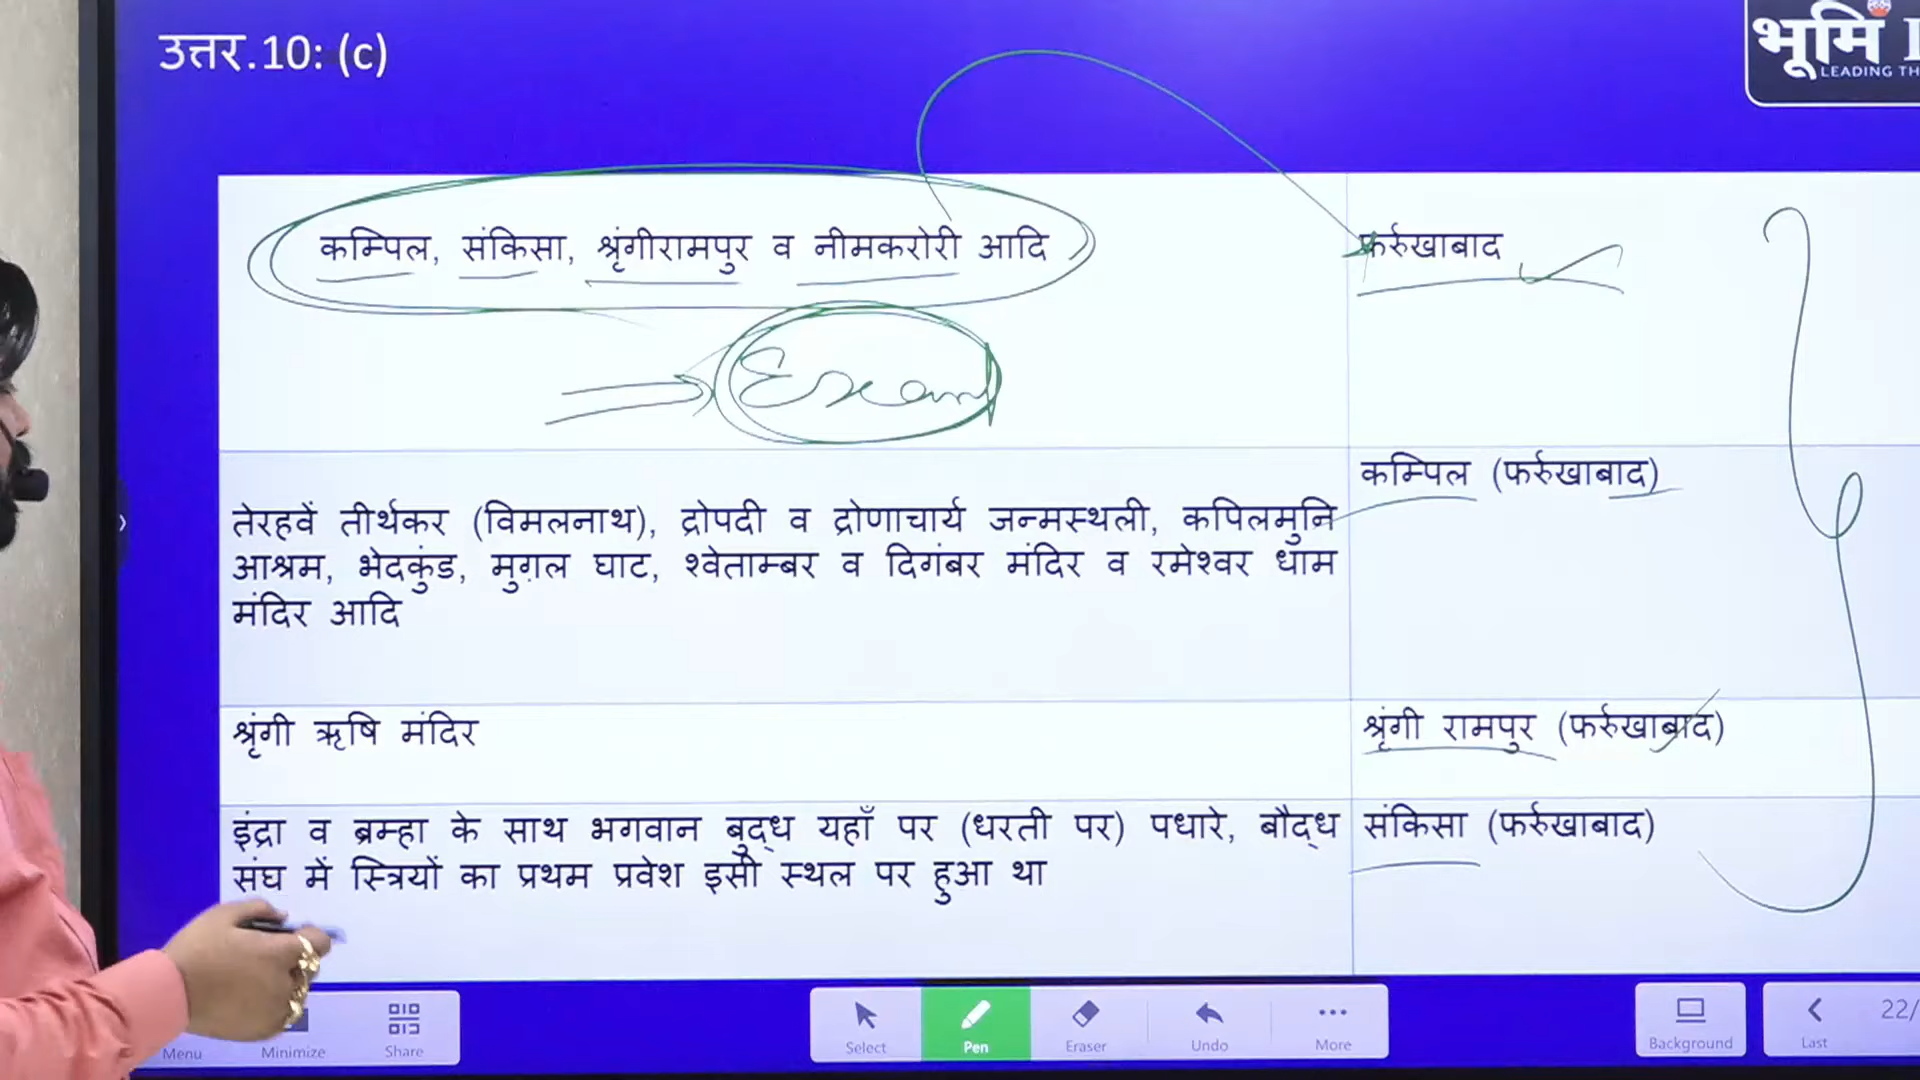 उत्तर.10: (c)
भूमि
LEADING TH
कम्पिल, संकिसा, श्रृंगीरामपुर व नीमकरोरी आदि
फर्रुखाबाद
Exam
कम्पिल (फर्रुखाबाद)
तेरहवें तीर्थकर (विमलनाथ), द्रोपदी व द्रोणाचार्य जन्मस्थली, कपिलमुनि
आश्रम, भेदकुंड, मुग़ल घाट, श्वेताम्बर व दिगंबर मंदिर व रमेश्वर धाम
मंदिर आदि
श्रृंगी ऋषि मंदिर
श्रृंगी रामपुर (फर्रुखाबाद)
इंद्रा व ब्रम्हा के साथ भगवान बुद्ध यहाँ पर (धरती पर) पधारे, बौद्ध
संघ में स्त्रियों का प्रथम प्रवेश इसी स्थल पर हुआ था
संकिसा (फर्रुखाबाद)
Menu
Minimize
Share
Select
Pen
Eraser
Undo
More
Background
Last
22/